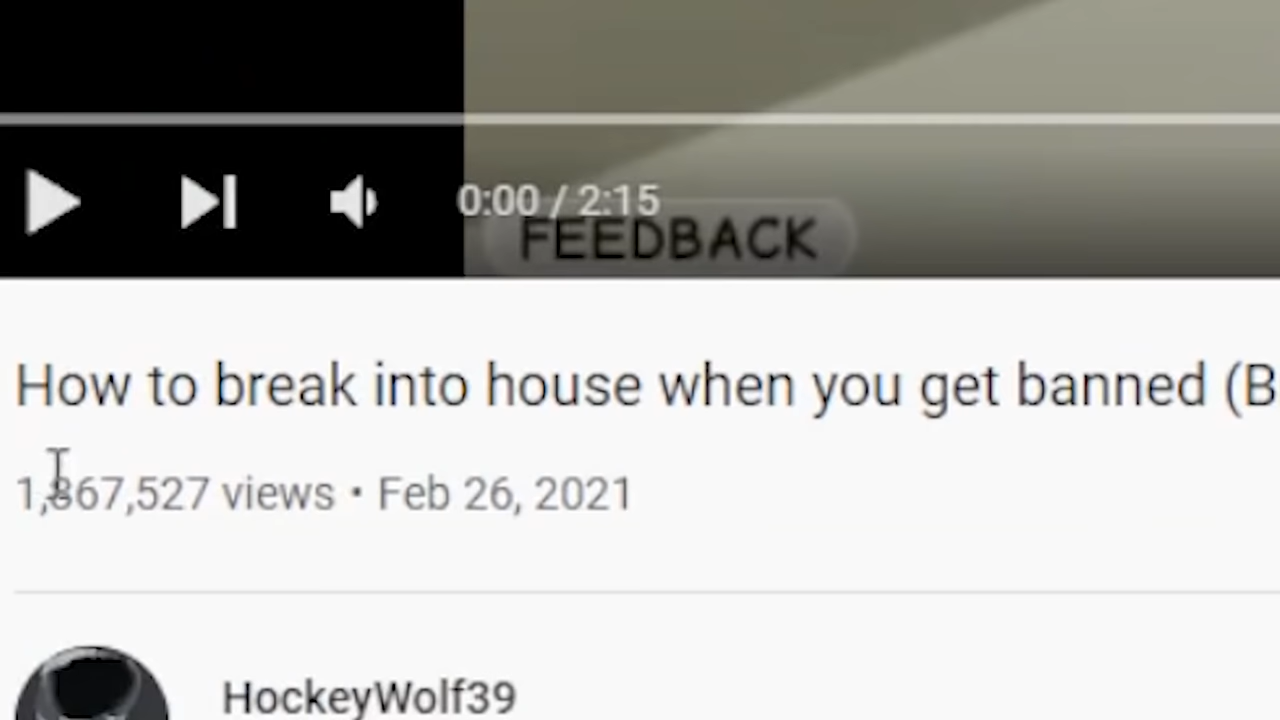 0:00 / 2:15
FEEDBACK
How to break into house when you get banned (B
1,867,527 views • Feb 26, 2021
HockeyWolf39